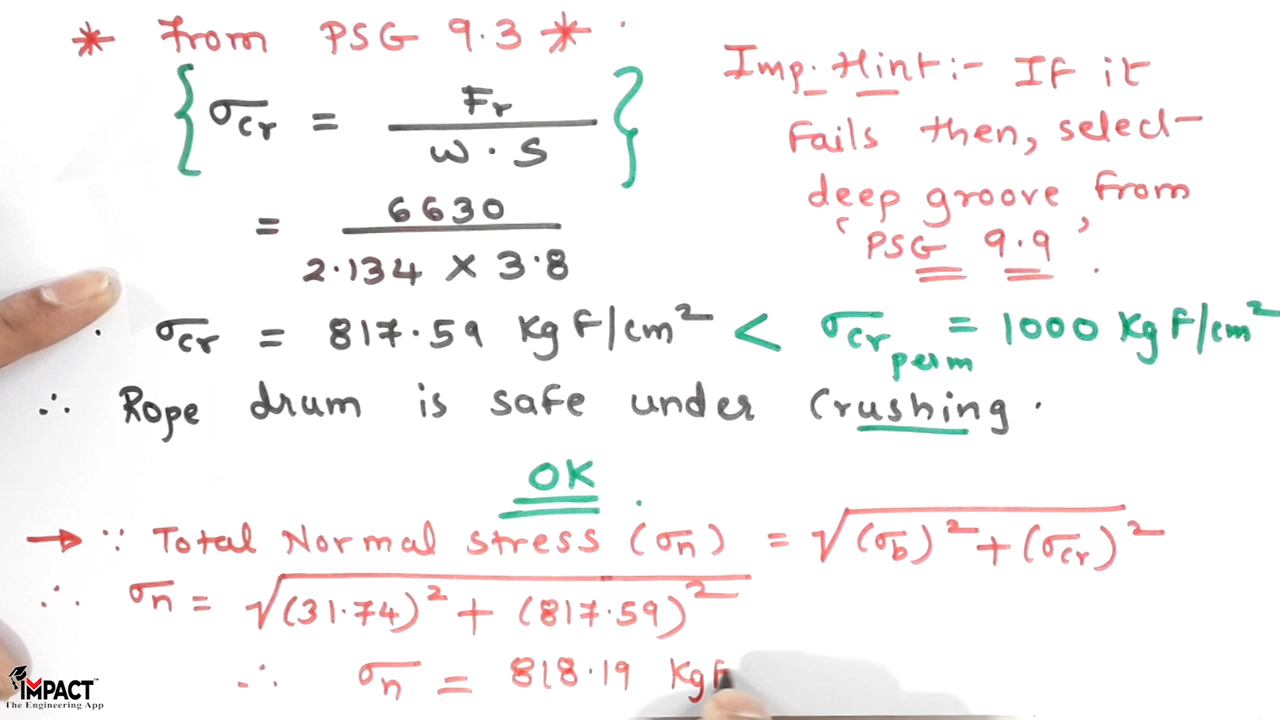 * From PSG 9.3 *
{ σcr = Fr / w · s }
= 6630 / 2.134 × 3.8
Imp. Hint :- If it
Fails then, select
deep groove from
'PSG 9.9'.
∴ σcr = 817.59 KgF/cm² < σcr perm = 1000 KgF/cm²
∴ Rope drum is safe under Crushing.
OK.
→ ∵ Total Normal stress (σn) = √(σb)² + (σcr)²
∴ σn = √(31.74)² + (817.59)²
∴ σn = 818.19 KgF
IMPACT
The Engineering App